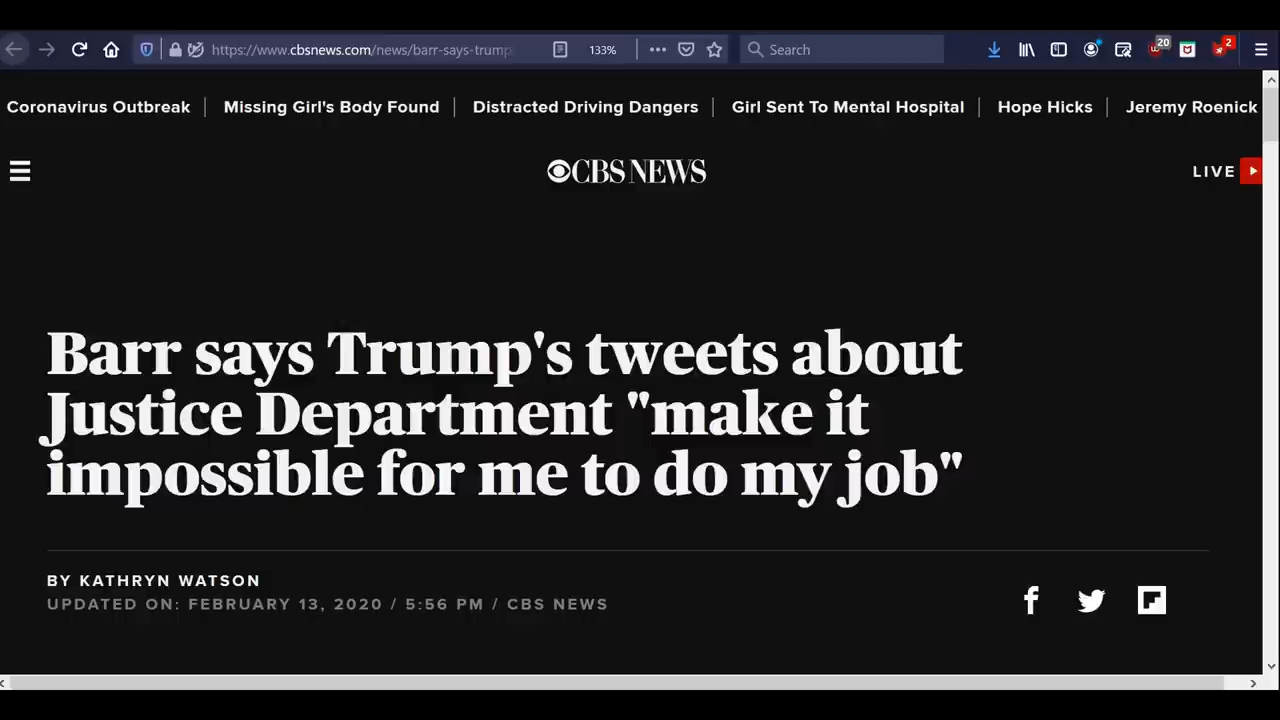 https://www.cbsnews.com/news/barr-says-trump
133%
Search
20
2
Coronavirus Outbreak | Missing Girl's Body Found | Distracted Driving Dangers | Girl Sent To Mental Hospital | Hope Hicks | Jeremy Roenick
CBS NEWS
LIVE
Barr says Trump's tweets about
Justice Department "make it
impossible for me to do my job"
BY KATHRYN WATSON
UPDATED ON: FEBRUARY 13, 2020 / 5:56 PM / CBS NEWS